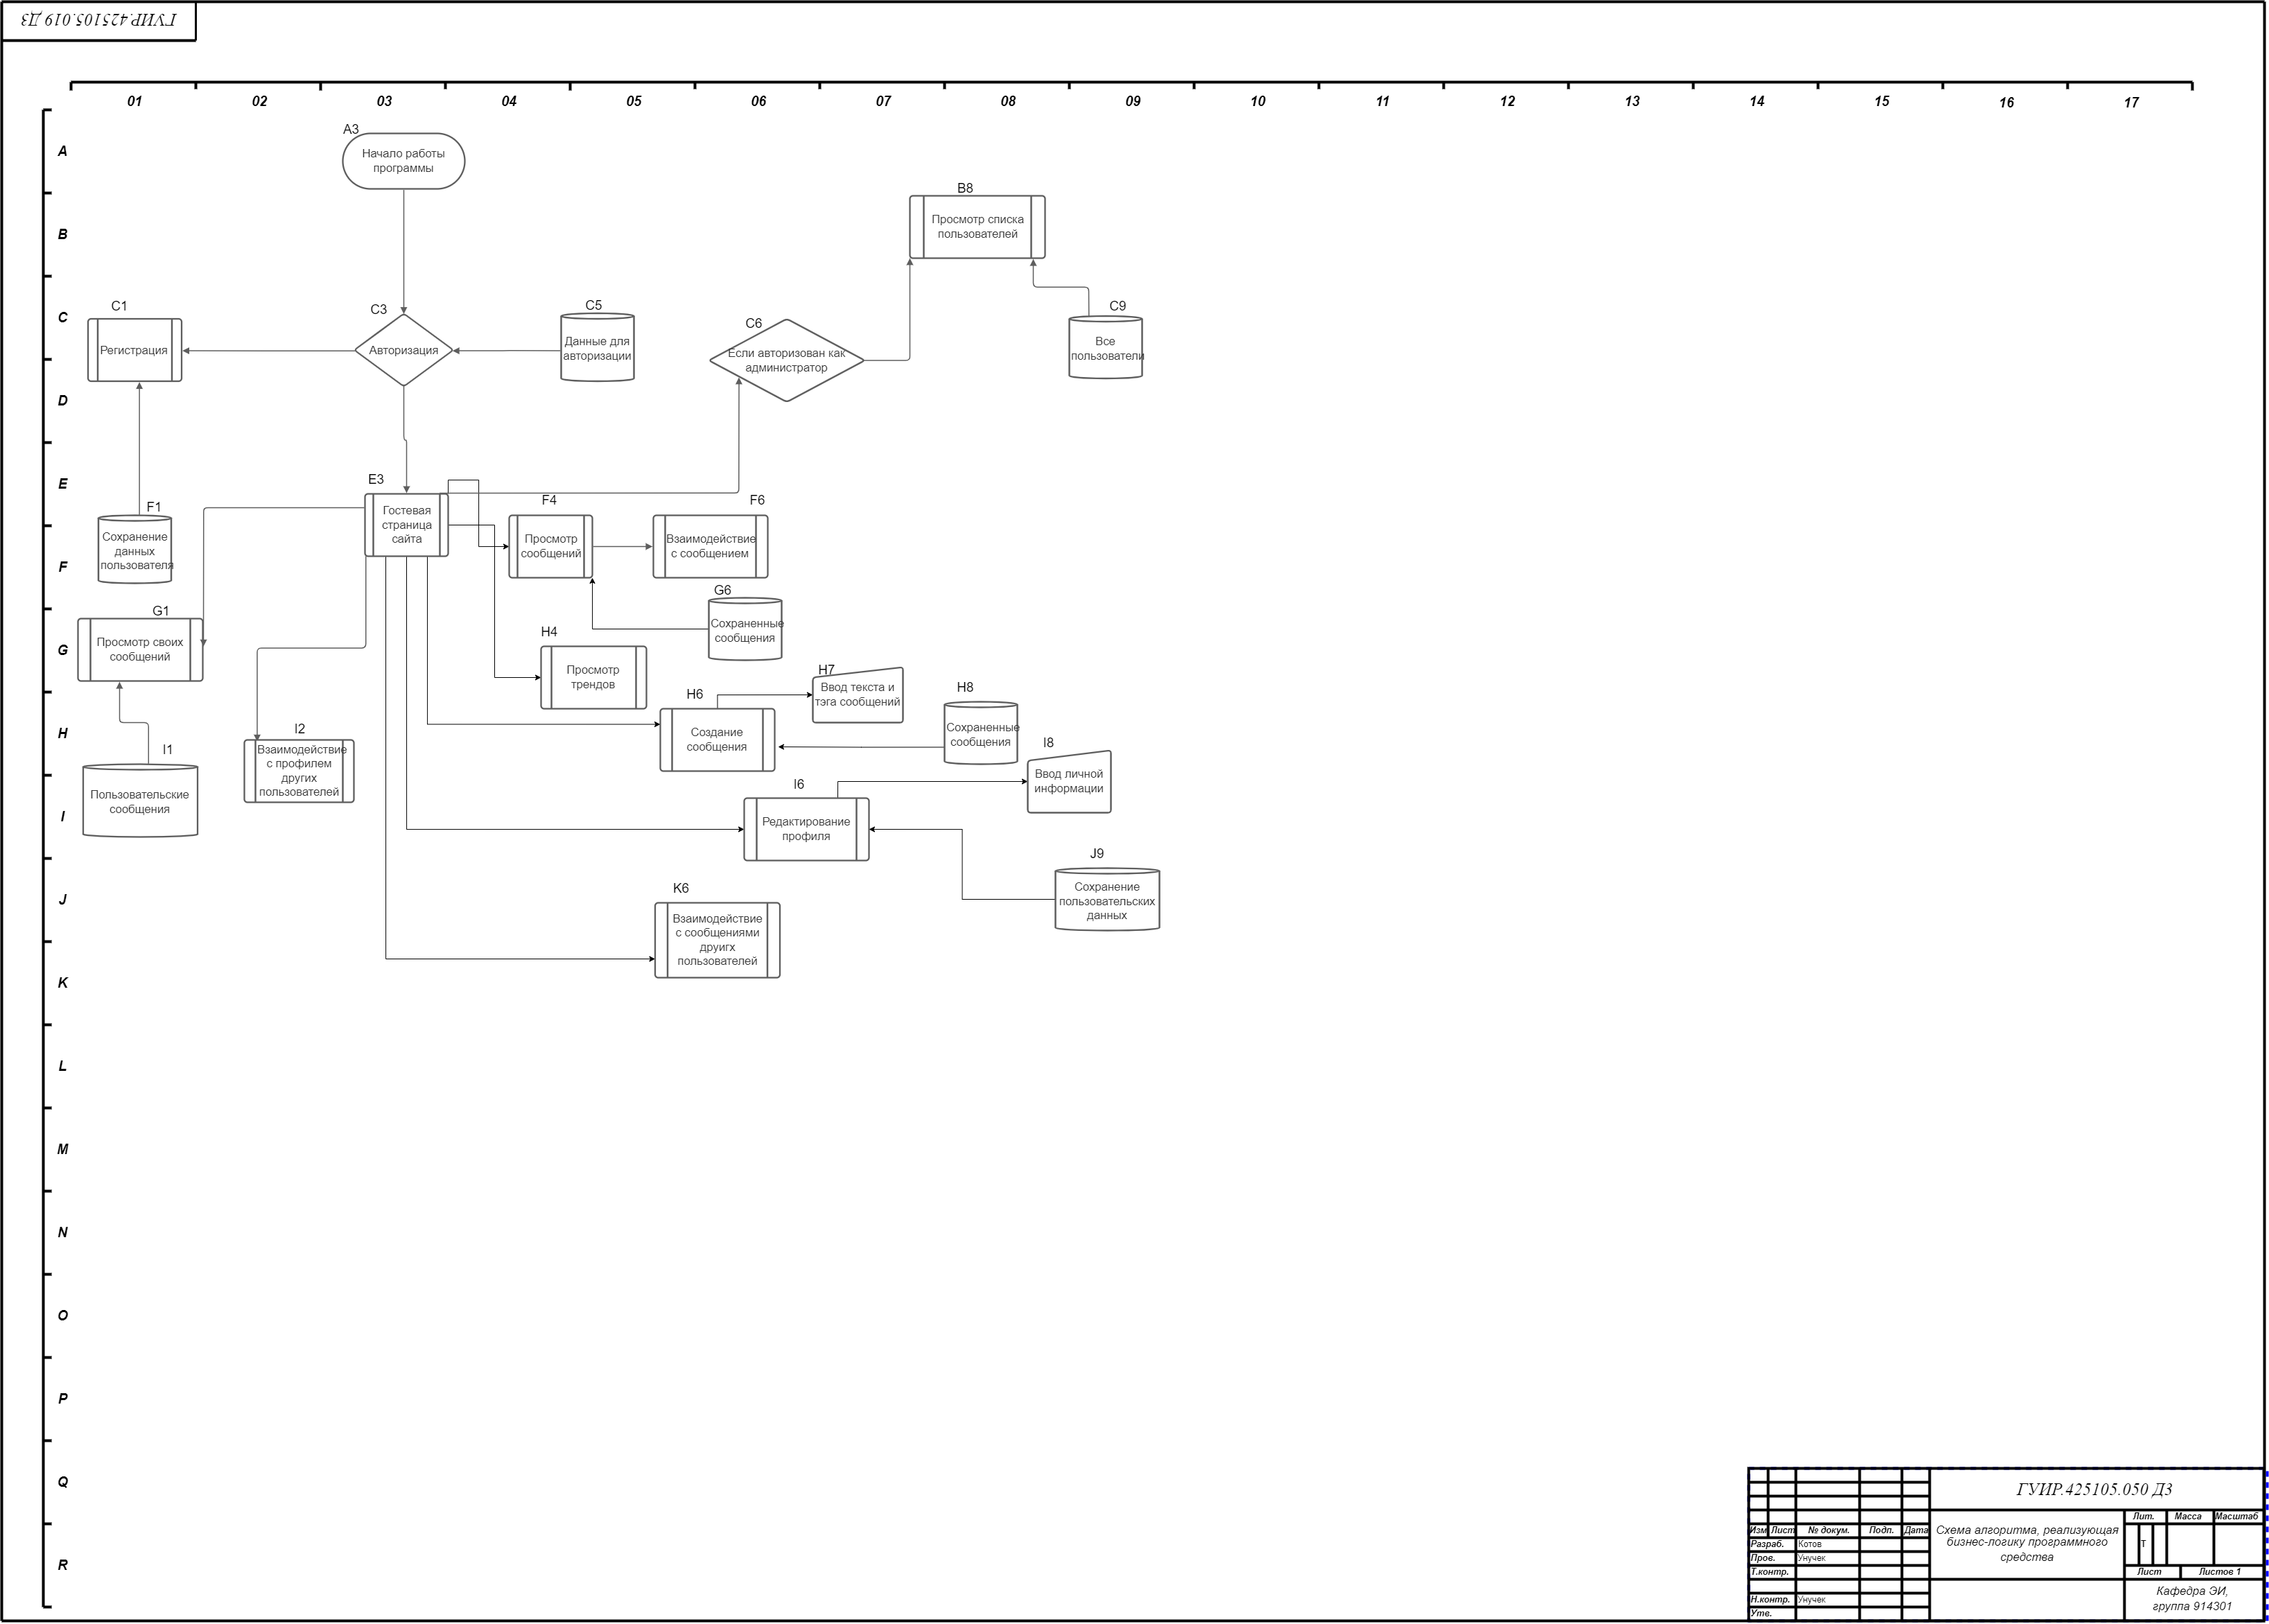 ГУИР.425105.019 Д3
01 02 03 04 05 06 07 08 09 10 11 12 13 14 15 16 17
A
B
C
D
E
F
G
H
I
J
K
L
M
N
O
P
Q
R
A3
Начало работы
программы
B8
Просмотр списка
пользователей
C1
Регистрация
C3
Авторизация
C5
Данные для
авторизации
C6
Если авторизован как
администратор
C9
Все
пользователи
E3
Гостевая
страница
сайта
F1
Сохранение
данных
пользователя
F4
Просмотр
сообщений
F6
Взаимодействие
с сообщением
G1
Просмотр своих
сообщений
G6
Сохраненные
сообщения
H4
Просмотр
трендов
H6
Создание
сообщения
H7
Ввод текста и
тэга сообщений
H8
Сохраненные
сообщения
I1
Пользовательские
сообщения
I2
Взаимодействие
с профилем
других
пользователей
I6
Редактирование
профиля
I8
Ввод личной
информации
J9
Сохранение
пользовательских
данных
K6
Взаимодействие
с сообщениями
друигх
пользователей
ГУИР.425105.050 Д3
Изм Лист № докум. Подп. Дата
Разраб. Котов
Пров. Унучек
Т.контр.
Н.контр. Унучек
Утв.
Схема алгоритма, реализующая
бизнес-логику программного
средства
Лит. Масса Масштаб
Т
Лист Листов 1
Кафедра ЭИ,
группа 914301